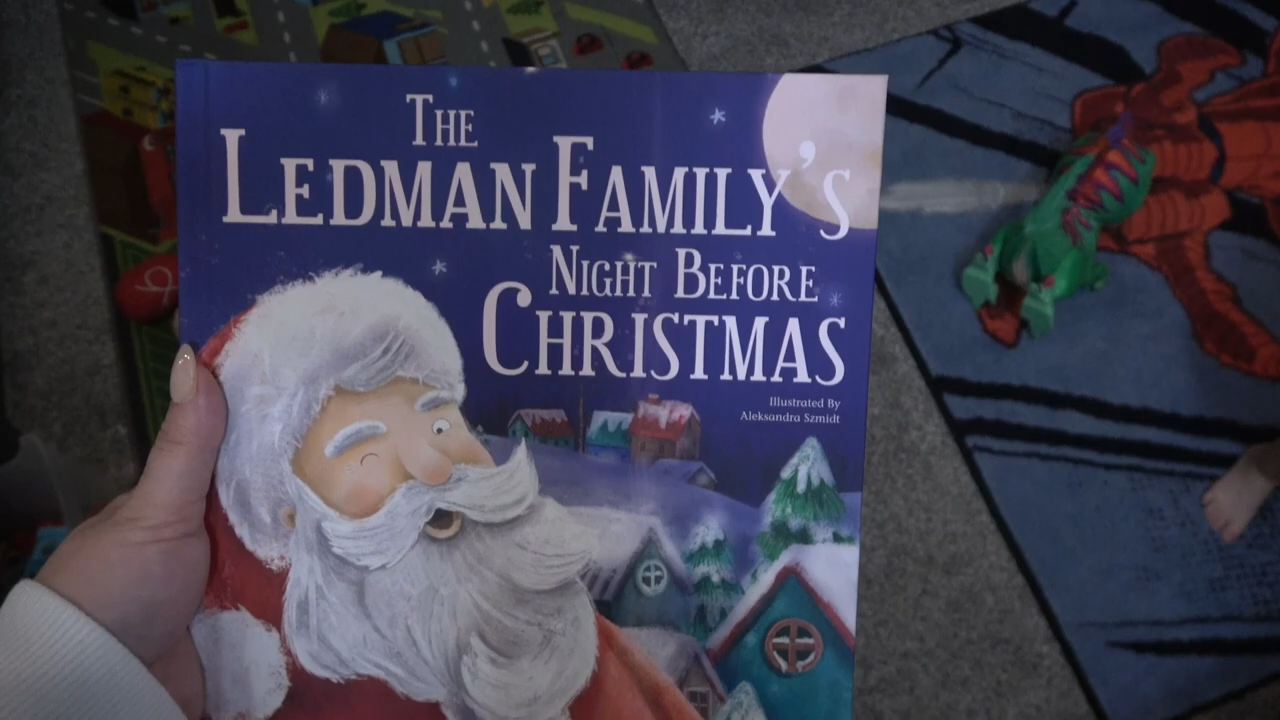 The
Ledman Family's
Night Before
Christmas
Illustrated By
Aleksandra Szmidt